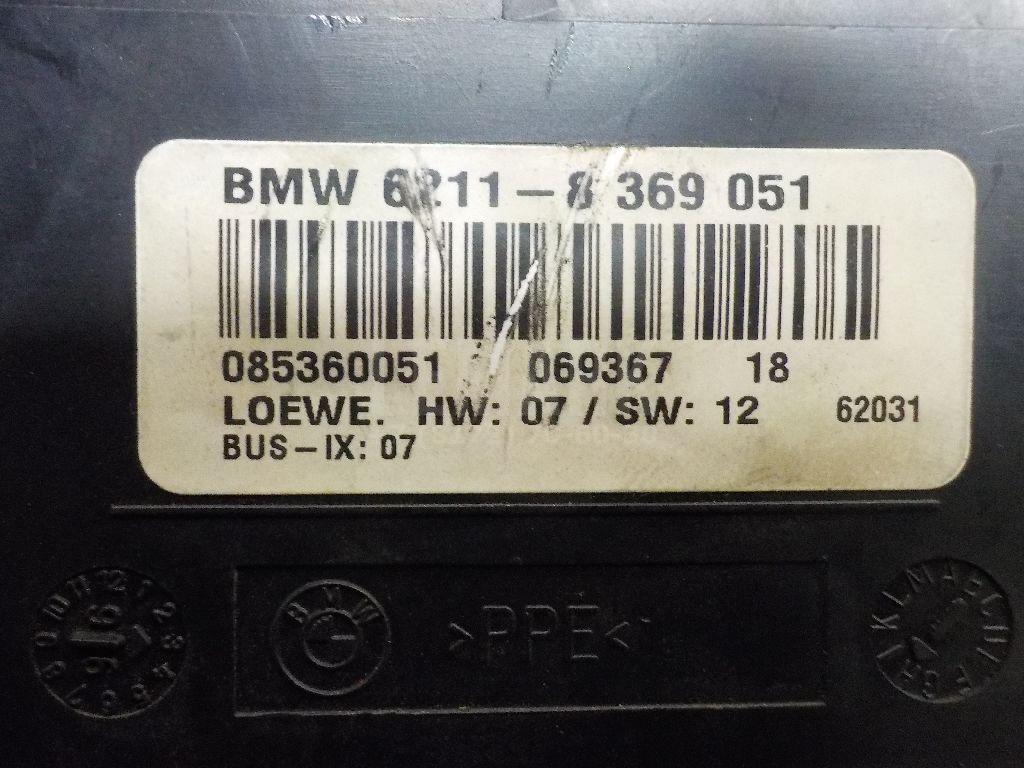 BMW 6211-8 369 051
085360051 069367 18
LOEWE. HW: 07 / SW: 12 62031
BUS-IX: 07
BMW
>PPE<